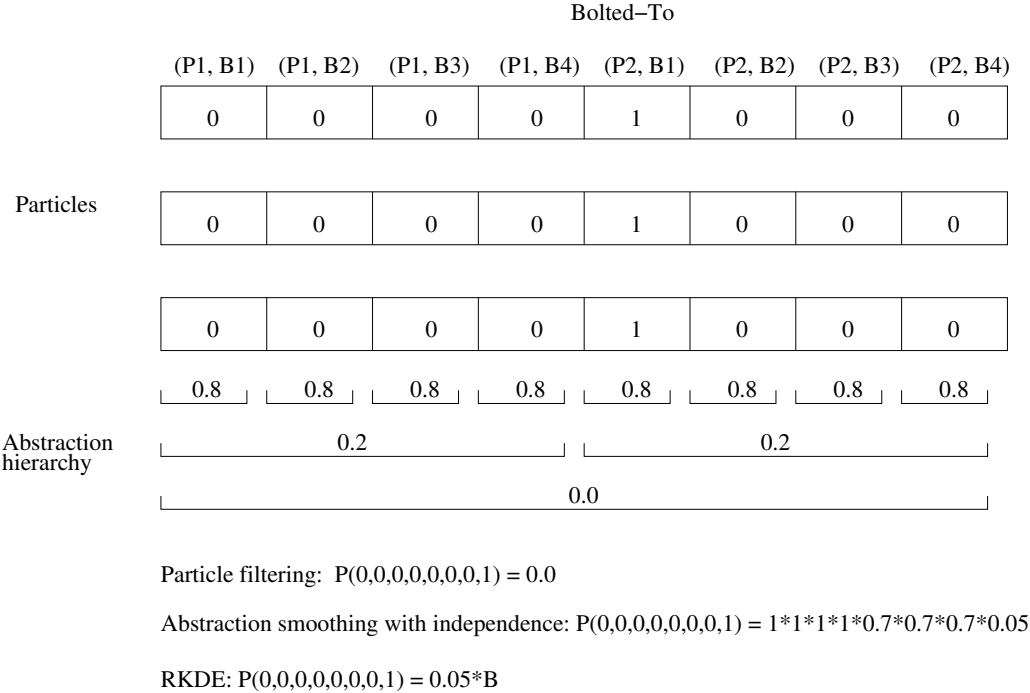 Bolted−To
(P1, B1) (P1, B2) (P1, B3) (P1, B4) (P2, B1) (P2, B2) (P2, B3) (P2, B4)
0 0 0 0 1 0 0 0
Particles
0 0 0 0 1 0 0 0
0 0 0 0 1 0 0 0
0.8 0.8 0.8 0.8 0.8 0.8 0.8 0.8
Abstraction
hierarchy
0.2 0.2
0.0
Particle filtering: P(0,0,0,0,0,0,0,1) = 0.0
Abstraction smoothing with independence: P(0,0,0,0,0,0,0,1) = 1*1*1*1*0.7*0.7*0.7*0.05
RKDE: P(0,0,0,0,0,0,0,1) = 0.05*B